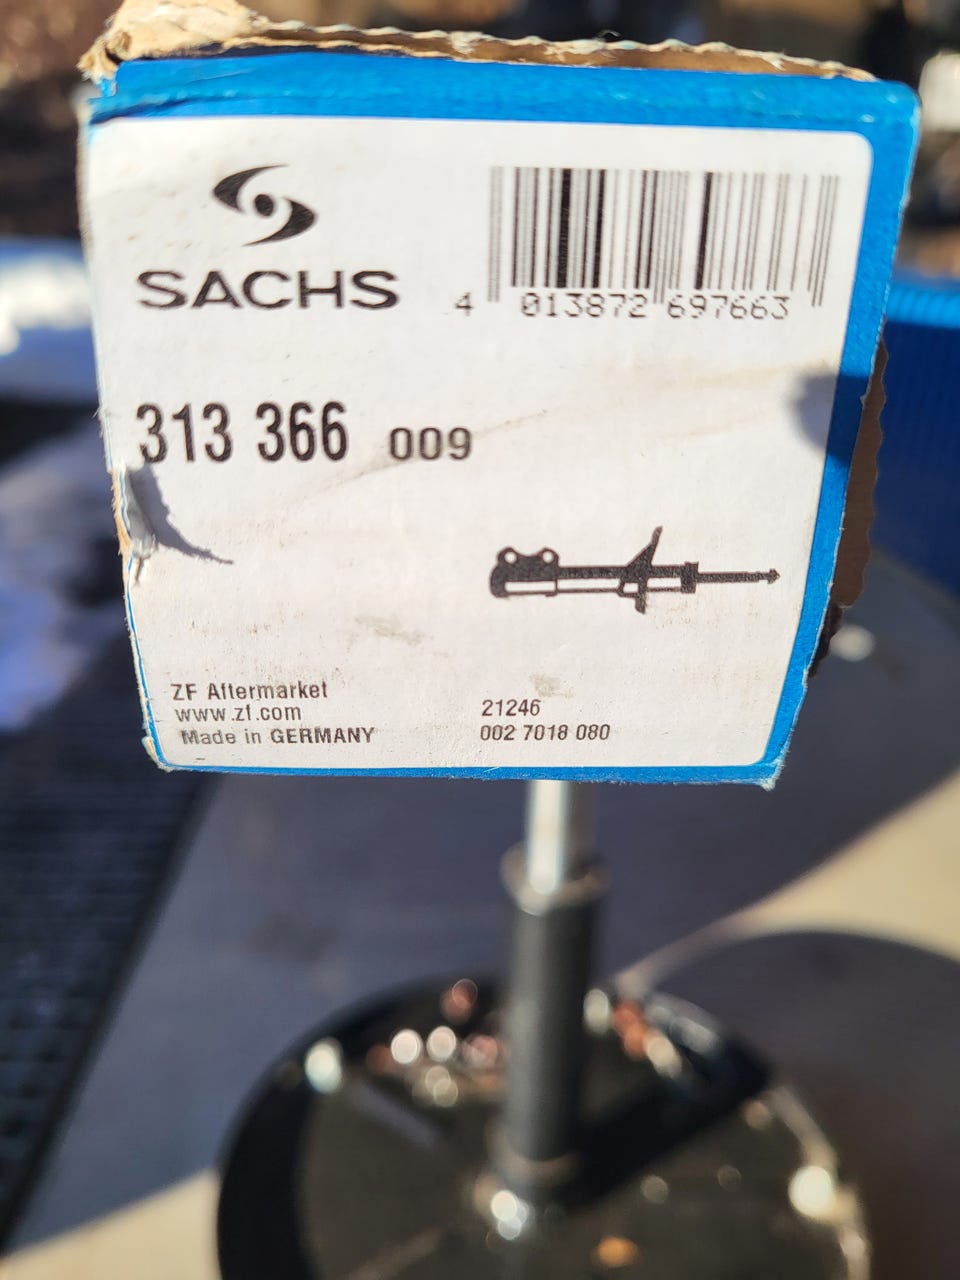 SACHS
4 013872 697663
313 366 009
ZF Aftermarket
www.zf.com
Made in GERMANY
21246
002 7018 080